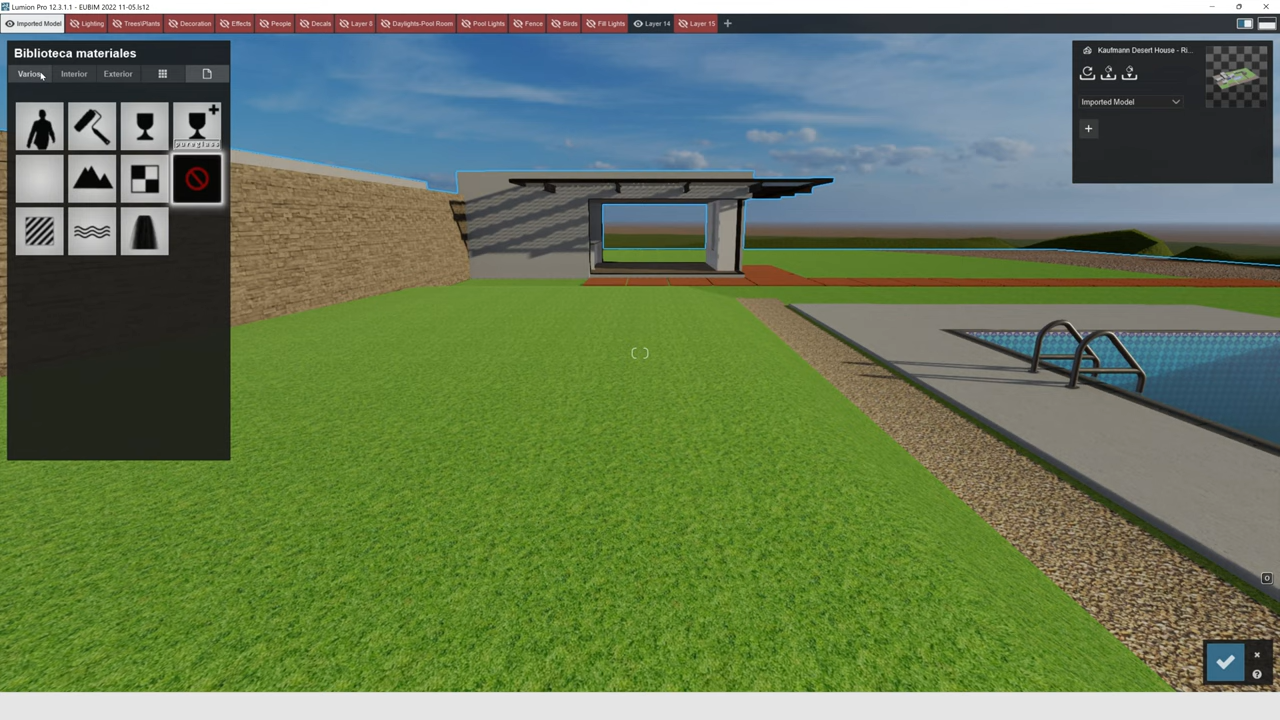 Lumion Pro 12.3.1.1 - EUBIM 2022 11-05.ls12
Imported Model
Lighting
Trees\Plants
Decoration
Effects
People
Decals
Layer 8
Daylights-Pool Room
Pool Lights
Fence
Birds
Fill Lights
Layer 14
Layer 15
Biblioteca materiales
Varios
Interior
Exterior
pureglass
Kaufmann Desert House - Ri...
Imported Model